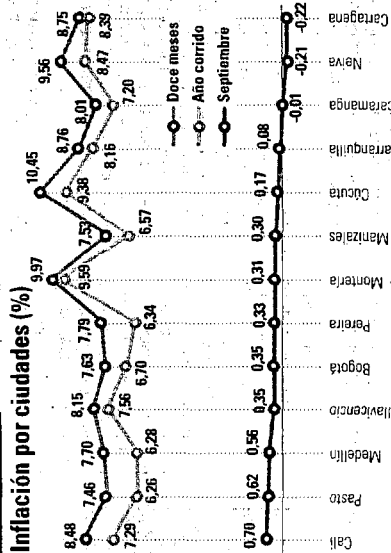 Inflación por ciudades (%)
Doce meses
Año corrido
Septiembre
8,48
7,46
7,70
8,15
7,63
7,79
9,97
7,53
10,45
8,76
8,01
9,56
8,75
7,29
6,26
6,28
7,56
6,70
6,34
9,59
6,57
9,38
8,16
7,20
8,47
8,39
0,70
0,62
0,56
0,35
0,35
0,33
0,31
0,30
0,17
0,08
-0,01
-0,21
-0,22
Cali
Pasto
Medellín
llavicencio
Bogotá
Pereira
Montería
Manizales
Cúcuta
arranquilla
caramanga
Neiva
Cartagena